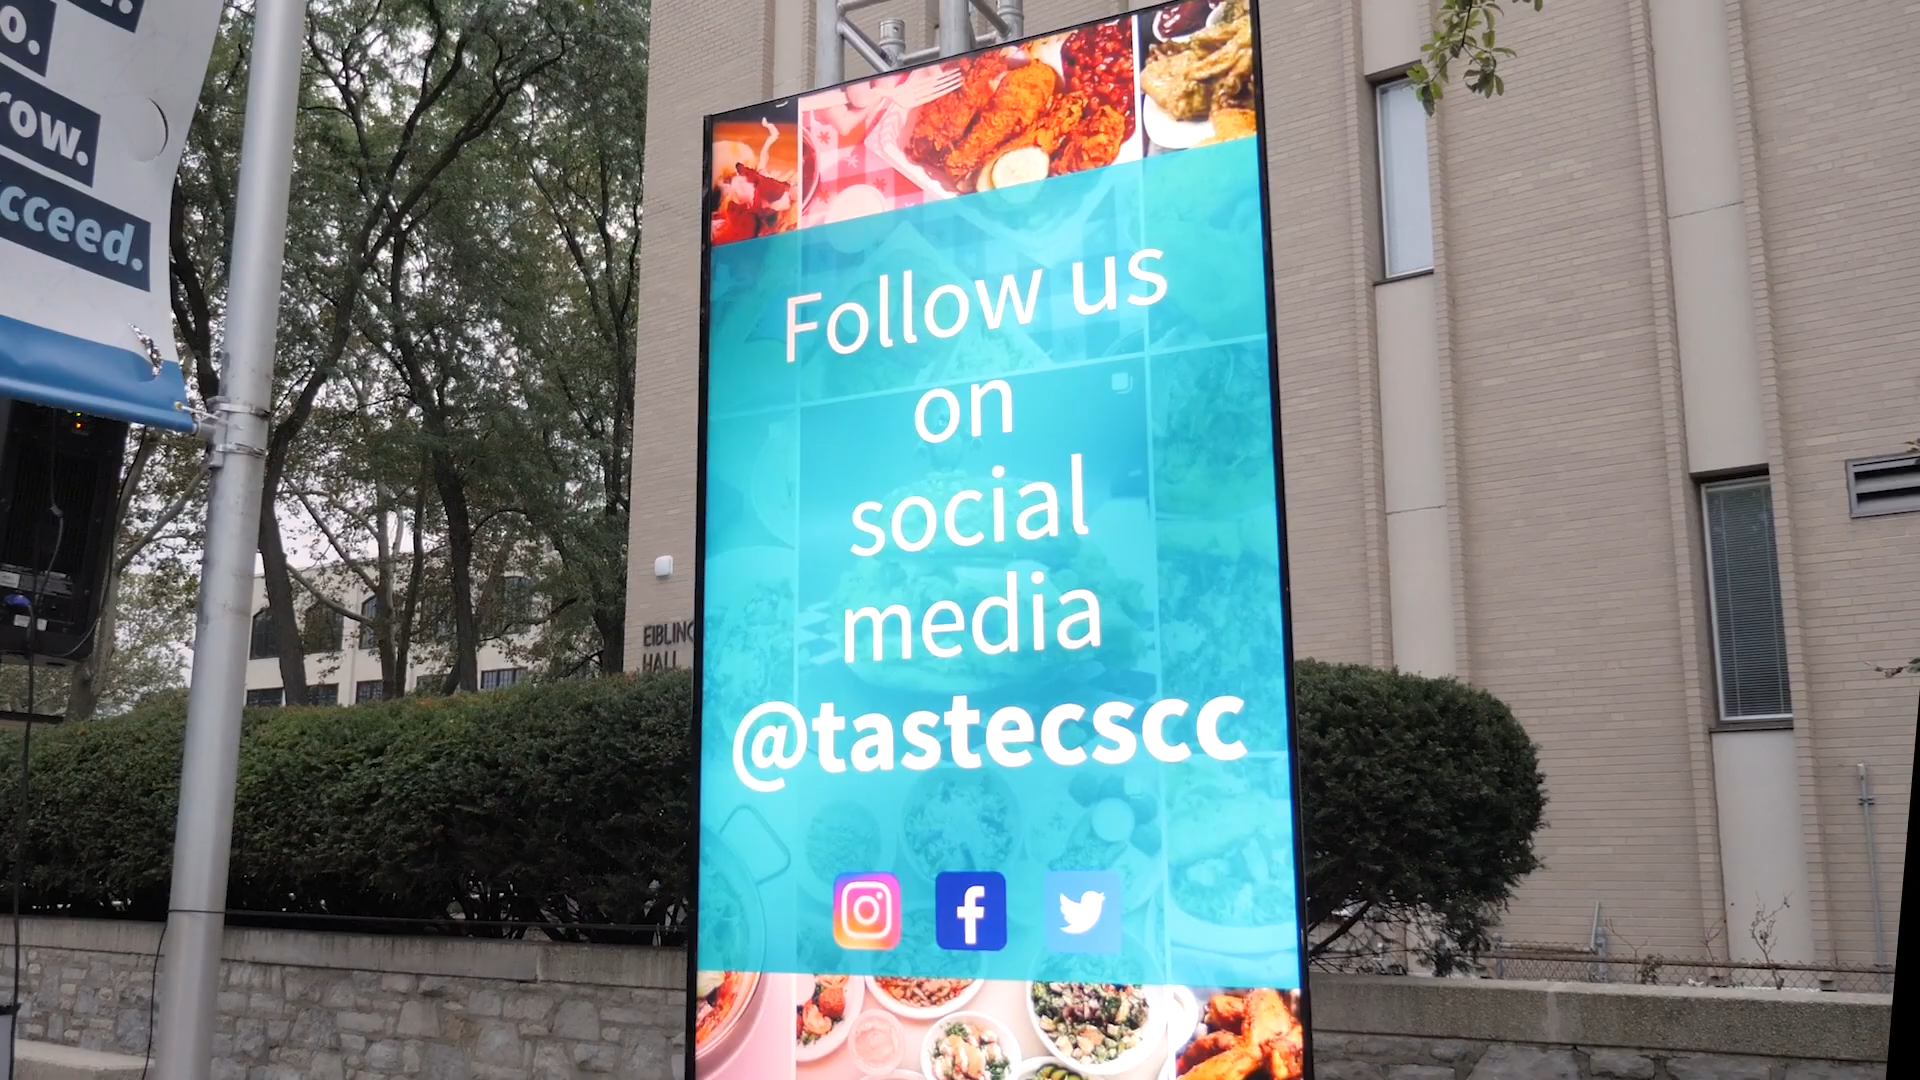 o.
row.
cceed.
Follow us
on
social
media
@tastecscc
EIBLING
HALL